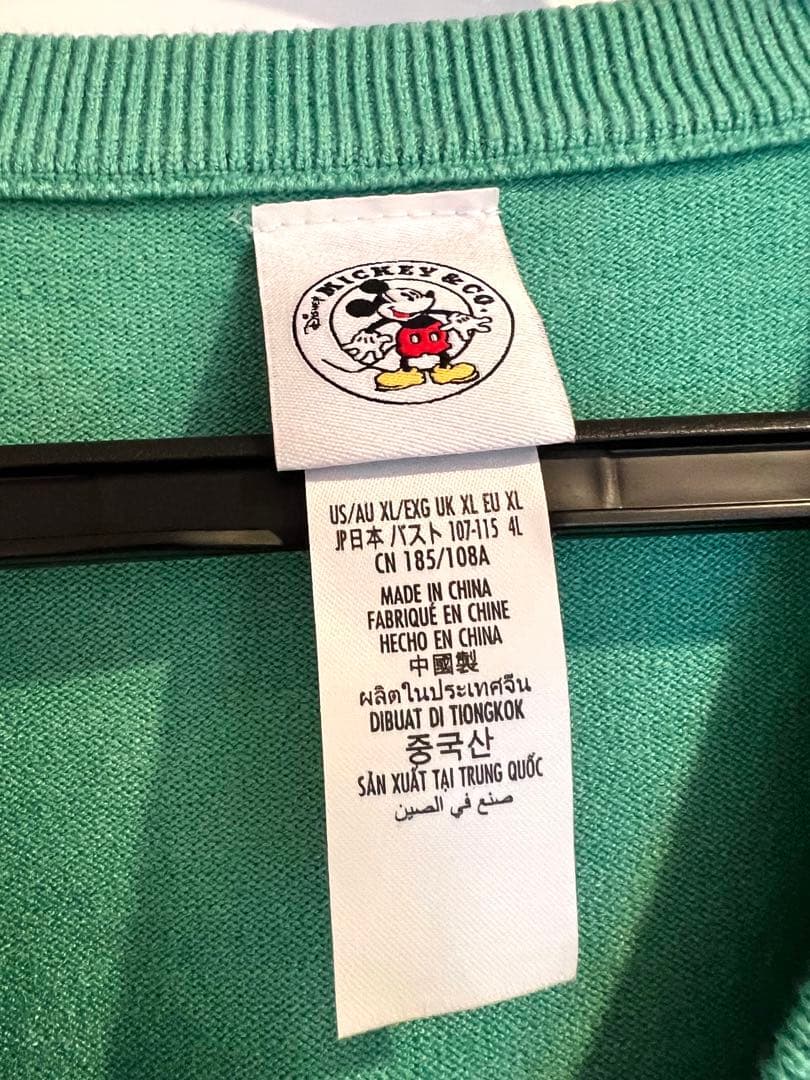 Disney MICKEY & CO.
US/AU XL/EXG UK XL EU XL
JP日本 バスト 107-115 4L
CN 185/108A
MADE IN CHINA
FABRIQUÉ EN CHINE
HECHO EN CHINA
中國製
ผลิตในประเทศจีน
DIBUAT DI TIONGKOK
중국산
SẢN XUẤT TẠI TRUNG QUỐC
صنع في الصين